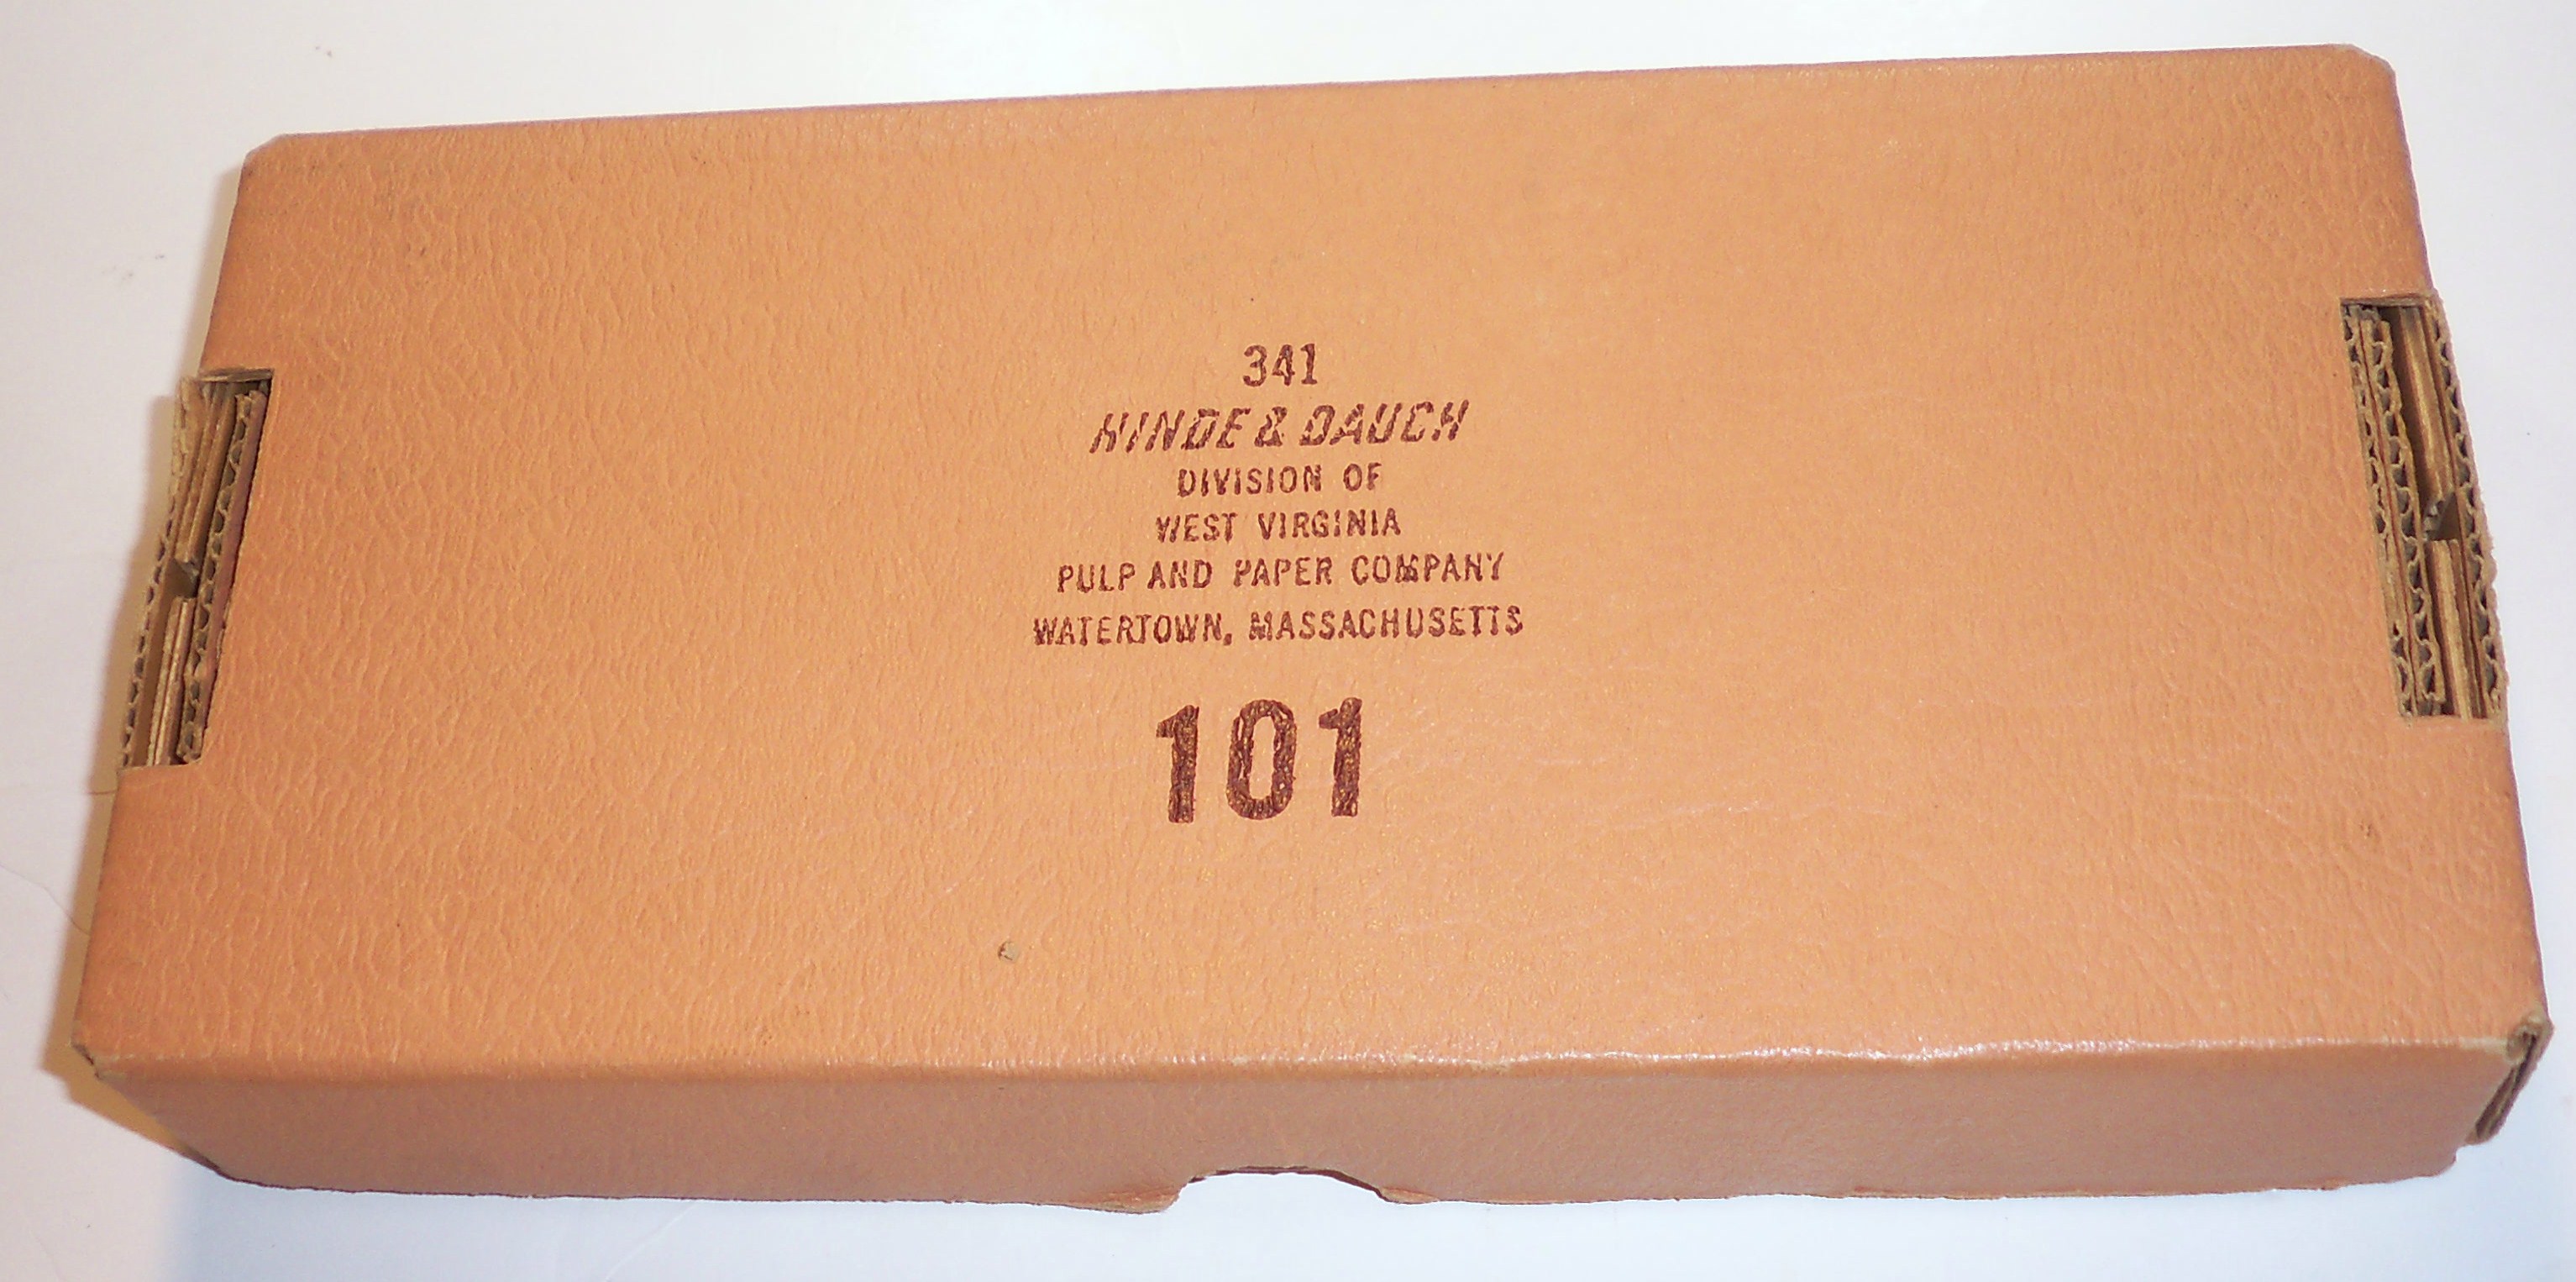 341
HINDE & DAUCH
DIVISION OF
WEST VIRGINIA
PULP AND PAPER COMPANY
WATERTOWN, MASSACHUSETTS
101